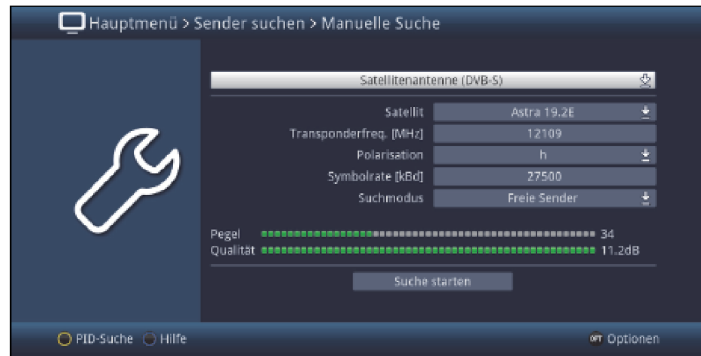 Hauptmenü > Sender suchen > Manuelle Suche
Satellitenantenne (DVB-S)
Satellit Astra 19.2E
Transponderfreq. [MHz] 12109
Polarisation h
Symbolrate [kBd] 27500
Suchmodus Freie Sender
Pegel 34
Qualität 11.2dB
Suche starten
PID-Suche Hilfe OPT Optionen